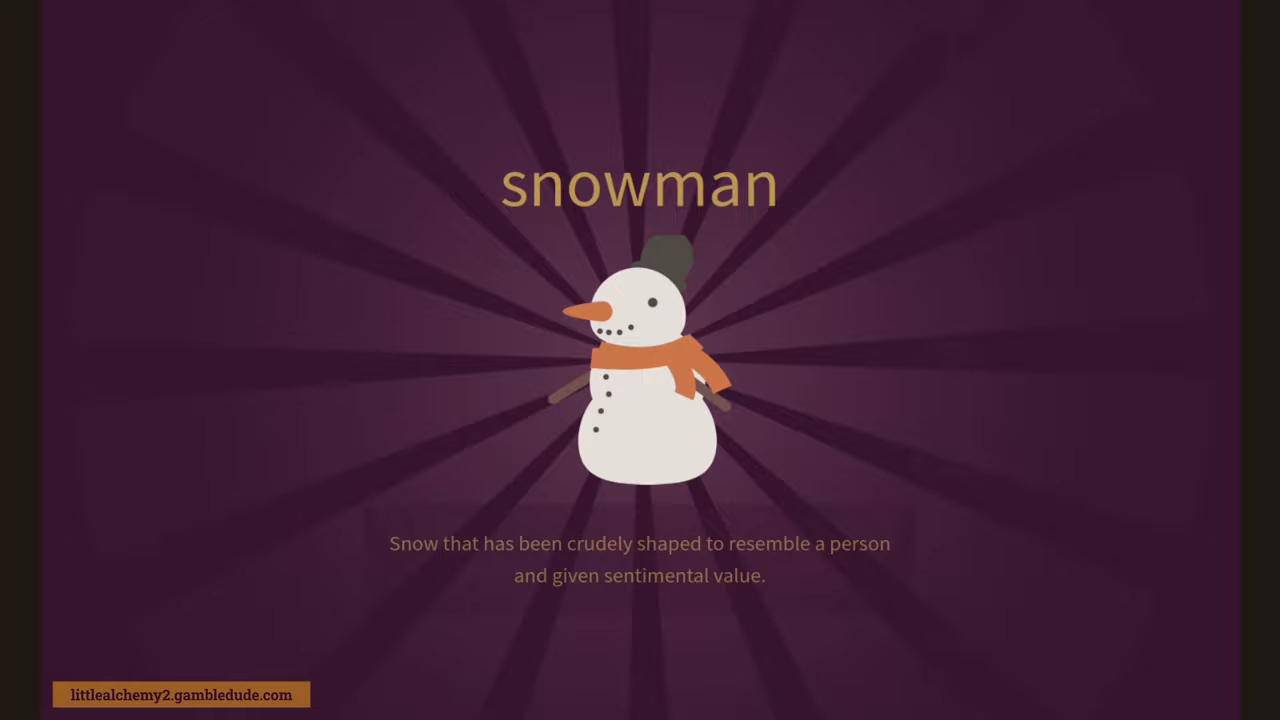 snowman
Snow that has been crudely shaped to resemble a person
and given sentimental value.
littlealchemy2.gambledude.com